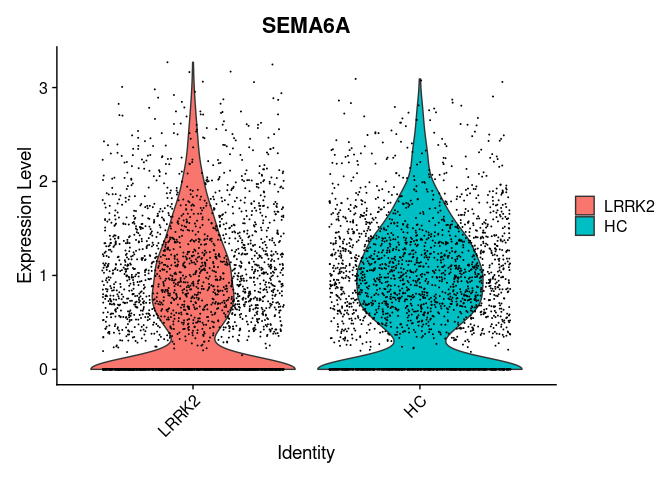 SEMA6A
3
2
1
0
Expression Level
LRRK2
HC
Identity
LRRK2
HC